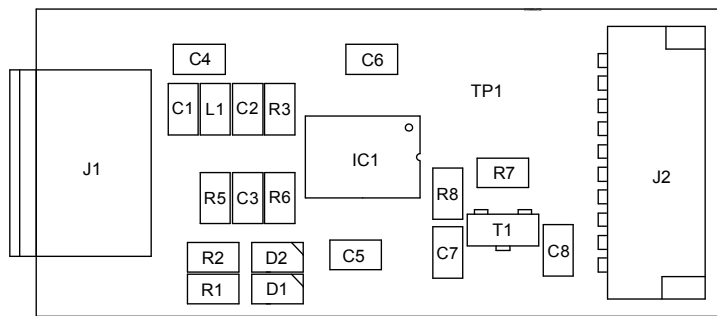 C4
C6
C1 L1 C2 R3
TP1
J1
IC1
R7
J2
R5 C3 R6
R8
T1
R2 D2 C5
C7
C8
R1 D1